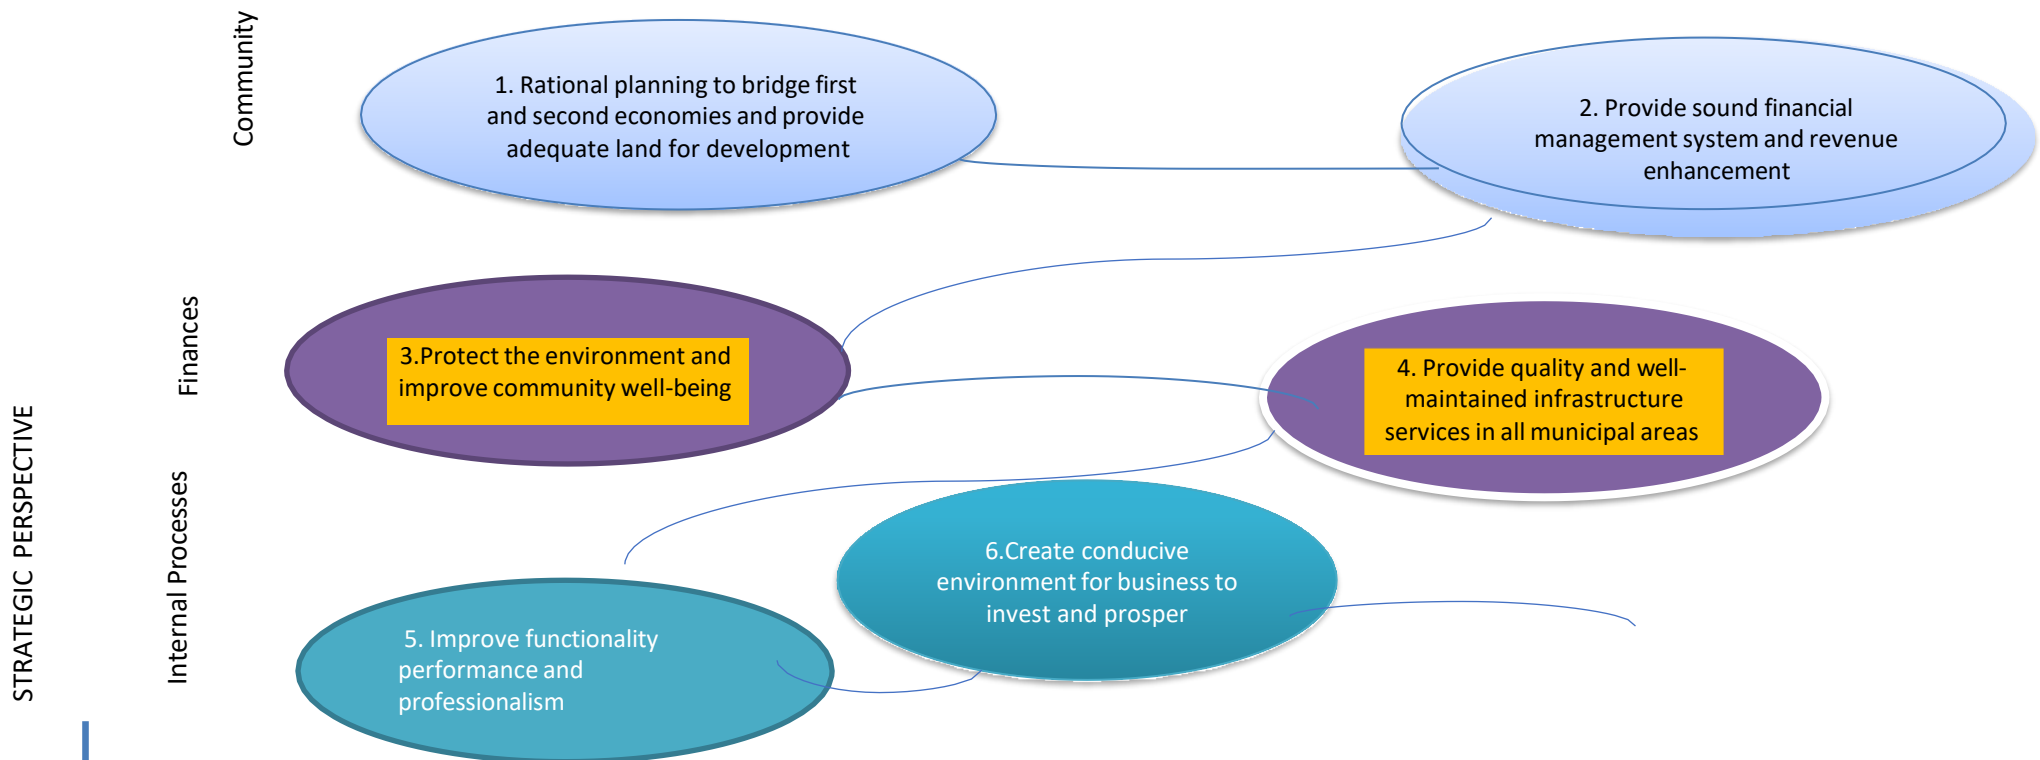 Community
1. Rational planning to bridge first
and second economies and provide
adequate land for development
2. Provide sound financial
management system and revenue
enhancement
Finances
3.Protect the environment and
improve community well-being
4. Provide quality and well-
maintained infrastructure
services in all municipal areas
STRATEGIC PERSPECTIVE
Internal Processes
6.Create conducive
environment for business to
invest and prosper
5. Improve functionality
performance and
professionalism